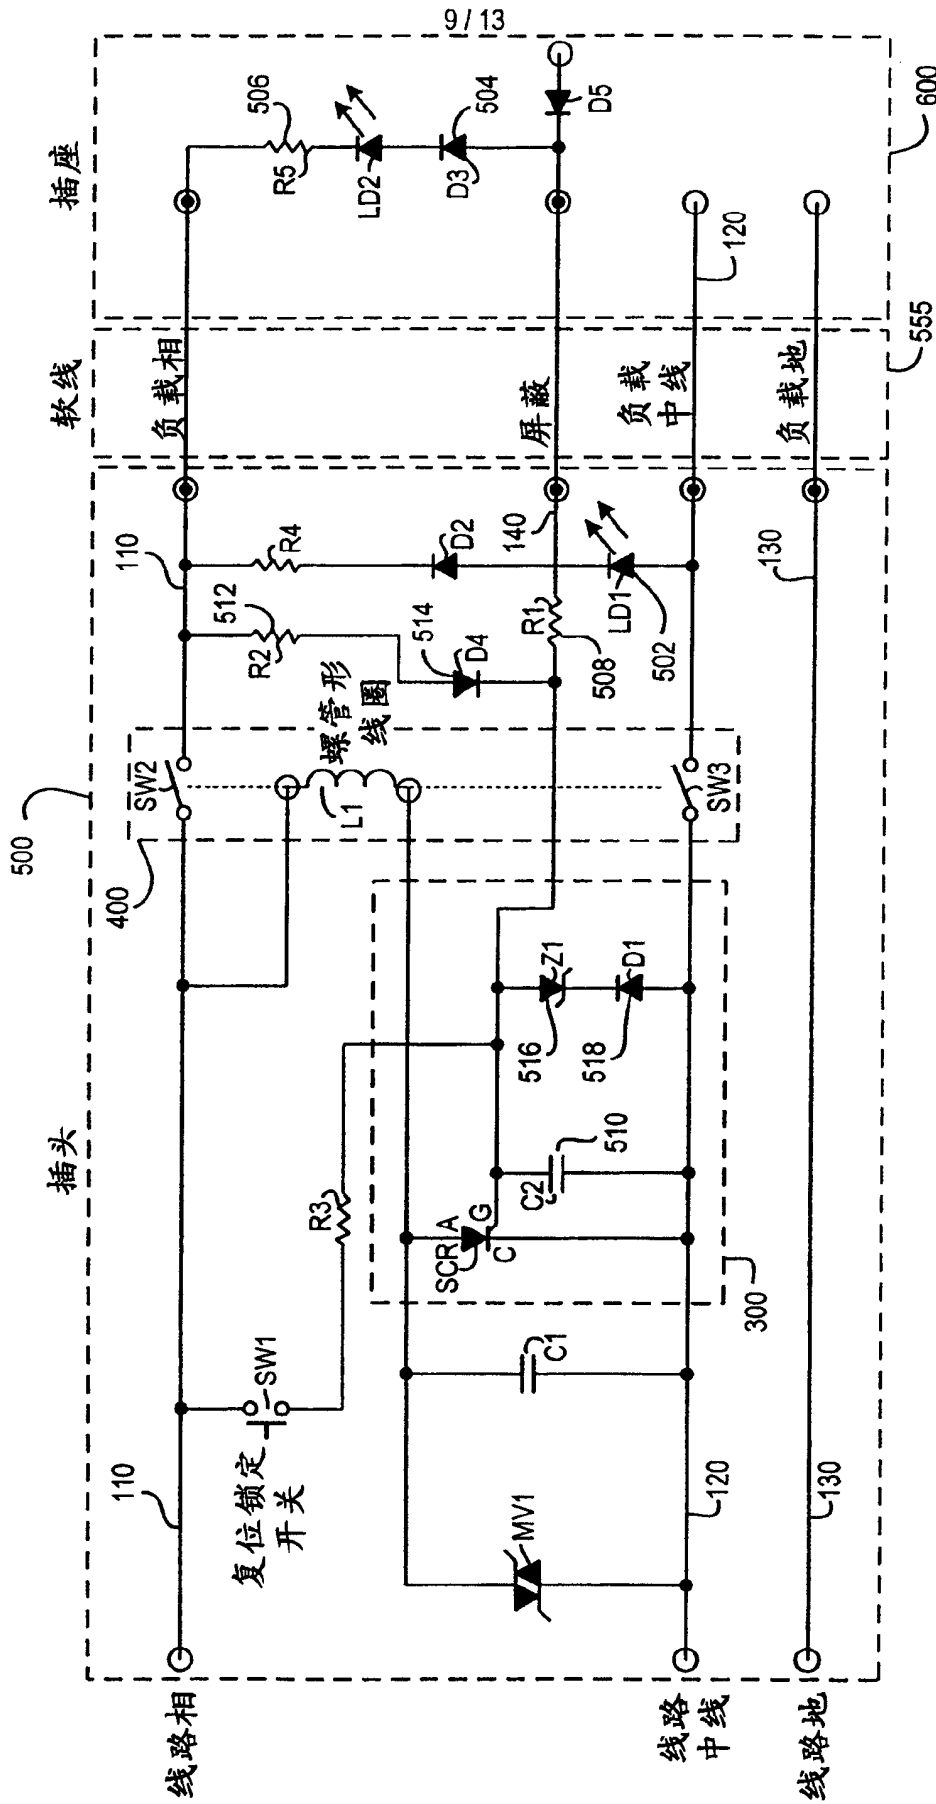 9 / 13
插头
软线
插座
500
400
110
复位锁定
开关
SW1
R3
SW2
螺管形
线圈
L1
512
R2
514
D4
110
R4
D2
140
R1
508
LD1
502
SW3
130
负载相
屏蔽
负载
中线
负载地
506
R5
LD2
504
D3
D5
120
600
555
MV1
C1
SCR
A
G
C
C2
510
516
Z1
518
D1
300
120
130
线路相
线路
中线
线路地